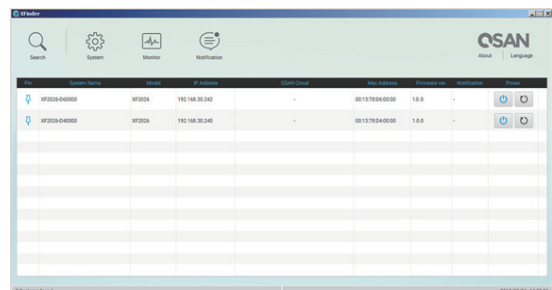 XFinder
Search System Monitor Notification
QSAN
About Language
Pin System Name Model IP Address QSAN Cloud Mac Address Firmware ver. Notification Power
XF2026-D60000 XF2026 192.168.30.242 - 00:13:78:D6:00:00 1.0.0 -
XF2026-D40000 XF2026 192.168.30.240 - 00:13:78:D4:00:00 1.0.0 -